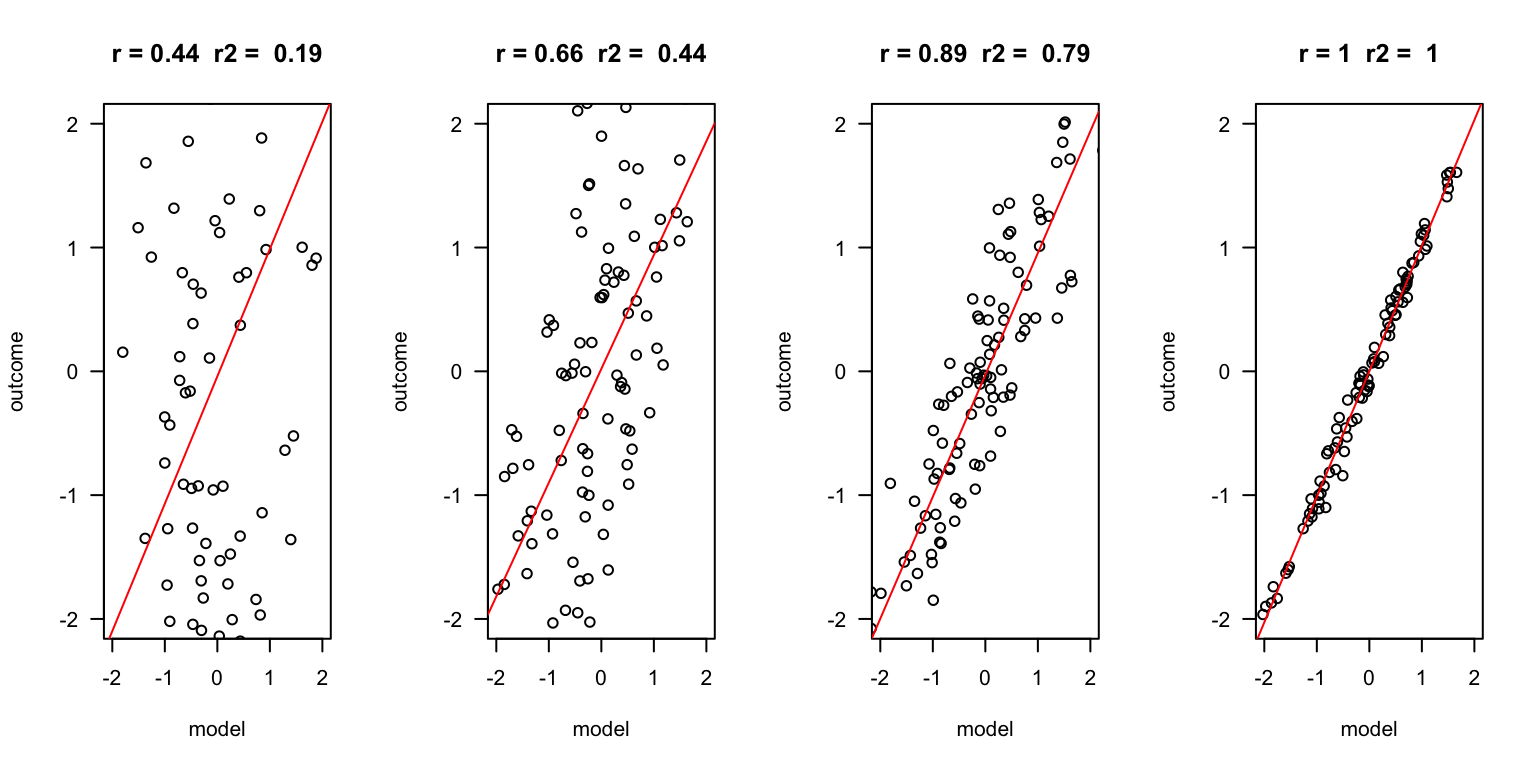 r = 0.44  r2 =  0.19
2
1
0
-1
-2
outcome
-2 -1 0 1 2
model
r = 0.66  r2 =  0.44
2
1
0
-1
-2
outcome
-2 -1 0 1 2
model
r = 0.89  r2 =  0.79
2
1
0
-1
-2
outcome
-2 -1 0 1 2
model
r = 1  r2 =  1
2
1
0
-1
-2
outcome
-2 -1 0 1 2
model